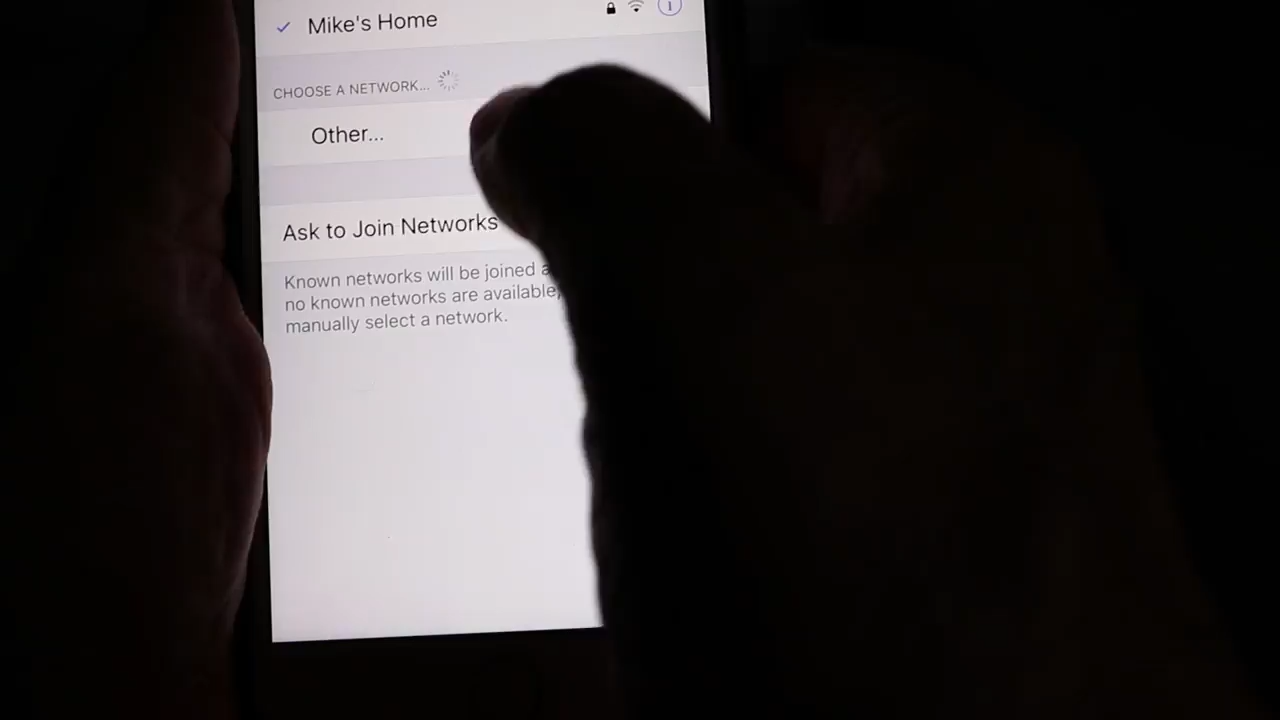 Mike's Home
CHOOSE A NETWORK...
Other...
Ask to Join Networks
Known networks will be joined
no known networks are available,
manually select a network.